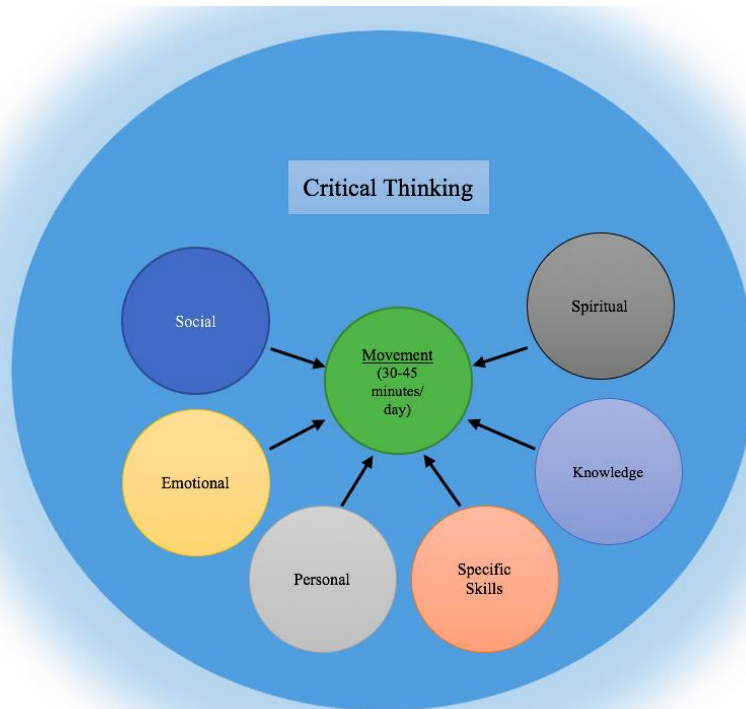 Critical Thinking
Social
Spiritual
Movement
(30-45
minutes/
day)
Emotional
Knowledge
Personal
Specific
Skills